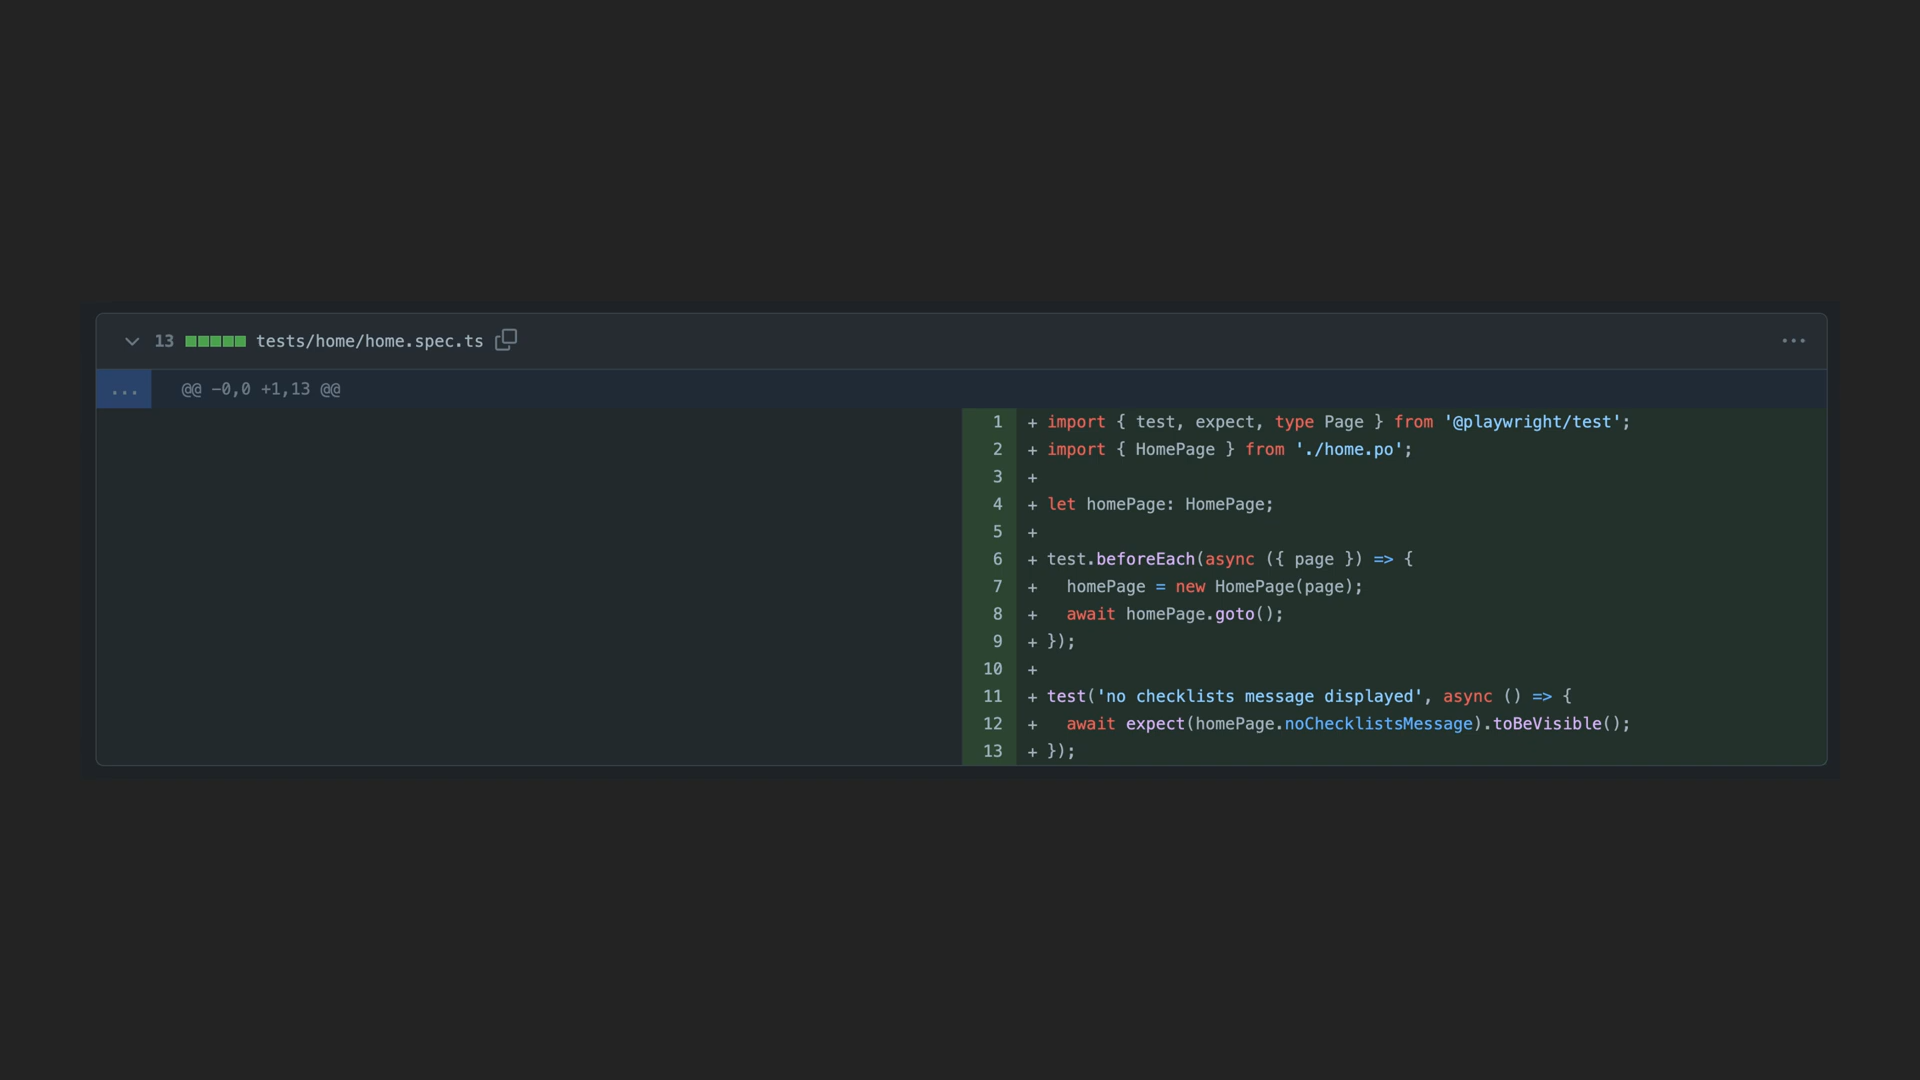 13 tests/home/home.spec.ts ...
... @@ -0,0 +1,13 @@
1 + import { test, expect, type Page } from '@playwright/test';
2 + import { HomePage } from './home.po';
3 +
4 + let homePage: HomePage;
5 +
6 + test.beforeEach(async ({ page }) => {
7 +   homePage = new HomePage(page);
8 +   await homePage.goto();
9 + });
10 +
11 + test('no checklists message displayed', async () => {
12 +   await expect(homePage.noChecklistsMessage).toBeVisible();
13 + });